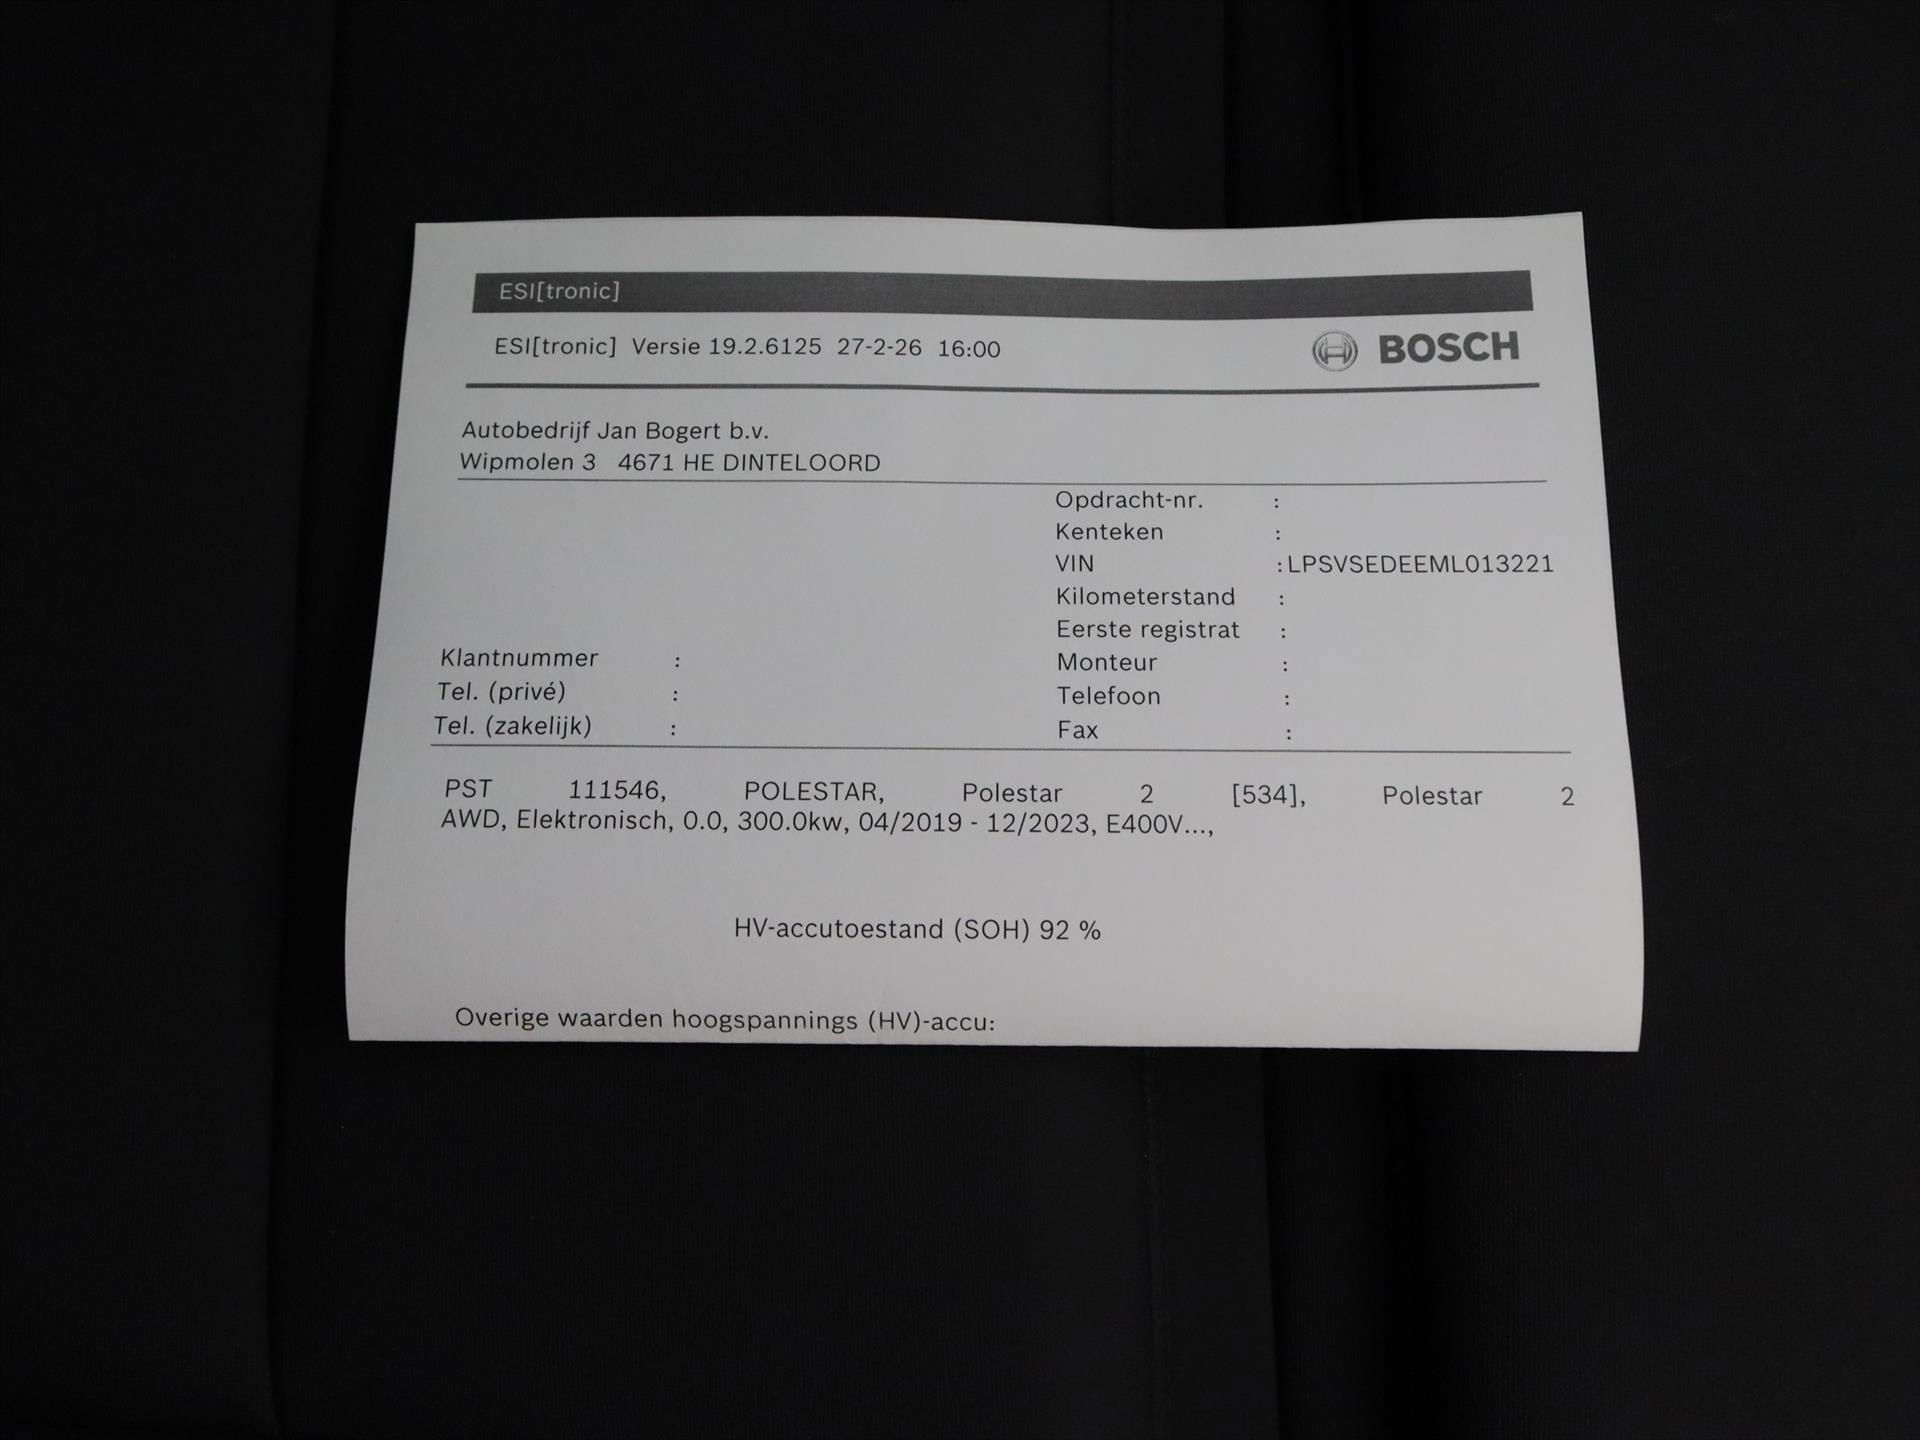 ESI[tronic]
ESI[tronic] Versie 19.2.6125 27-2-26 16:00
BOSCH
Autobedrijf Jan Bogert b.v.
Wipmolen 3 4671 HE DINTELOORD
Opdracht-nr. :
Kenteken :
VIN :LPSVSEDEEML013221
Kilometerstand :
Eerste registrat :
Klantnummer :
Monteur :
Tel. (privé) :
Telefoon :
Tel. (zakelijk) :
Fax :
PST 111546, POLESTAR, Polestar 2 [534], Polestar 2
AWD, Elektronisch, 0.0, 300.0kw, 04/2019 - 12/2023, E400V...,
HV-accutoestand (SOH) 92 %
Overige waarden hoogspannings (HV)-accu: